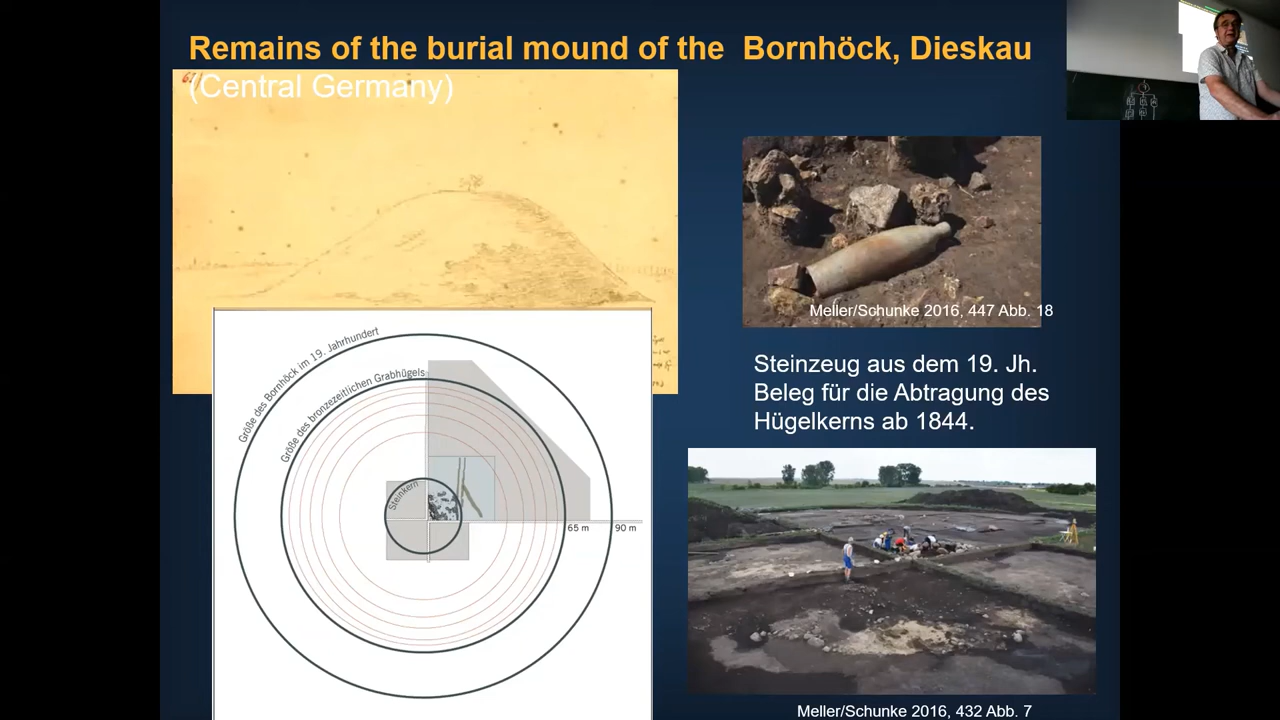 Remains of the burial mound of the Bornhöck, Dieskau
(Central Germany)
Größe des Bornhöck im 19. Jahrhundert
Größe des bronzezeitlichen Grabhügels
Steinkern
65 m
90 m
Meller/Schunke 2016, 447 Abb. 18
Steinzeug aus dem 19. Jh.
Beleg für die Abtragung des
Hügelkerns ab 1844.
Meller/Schunke 2016, 432 Abb. 7